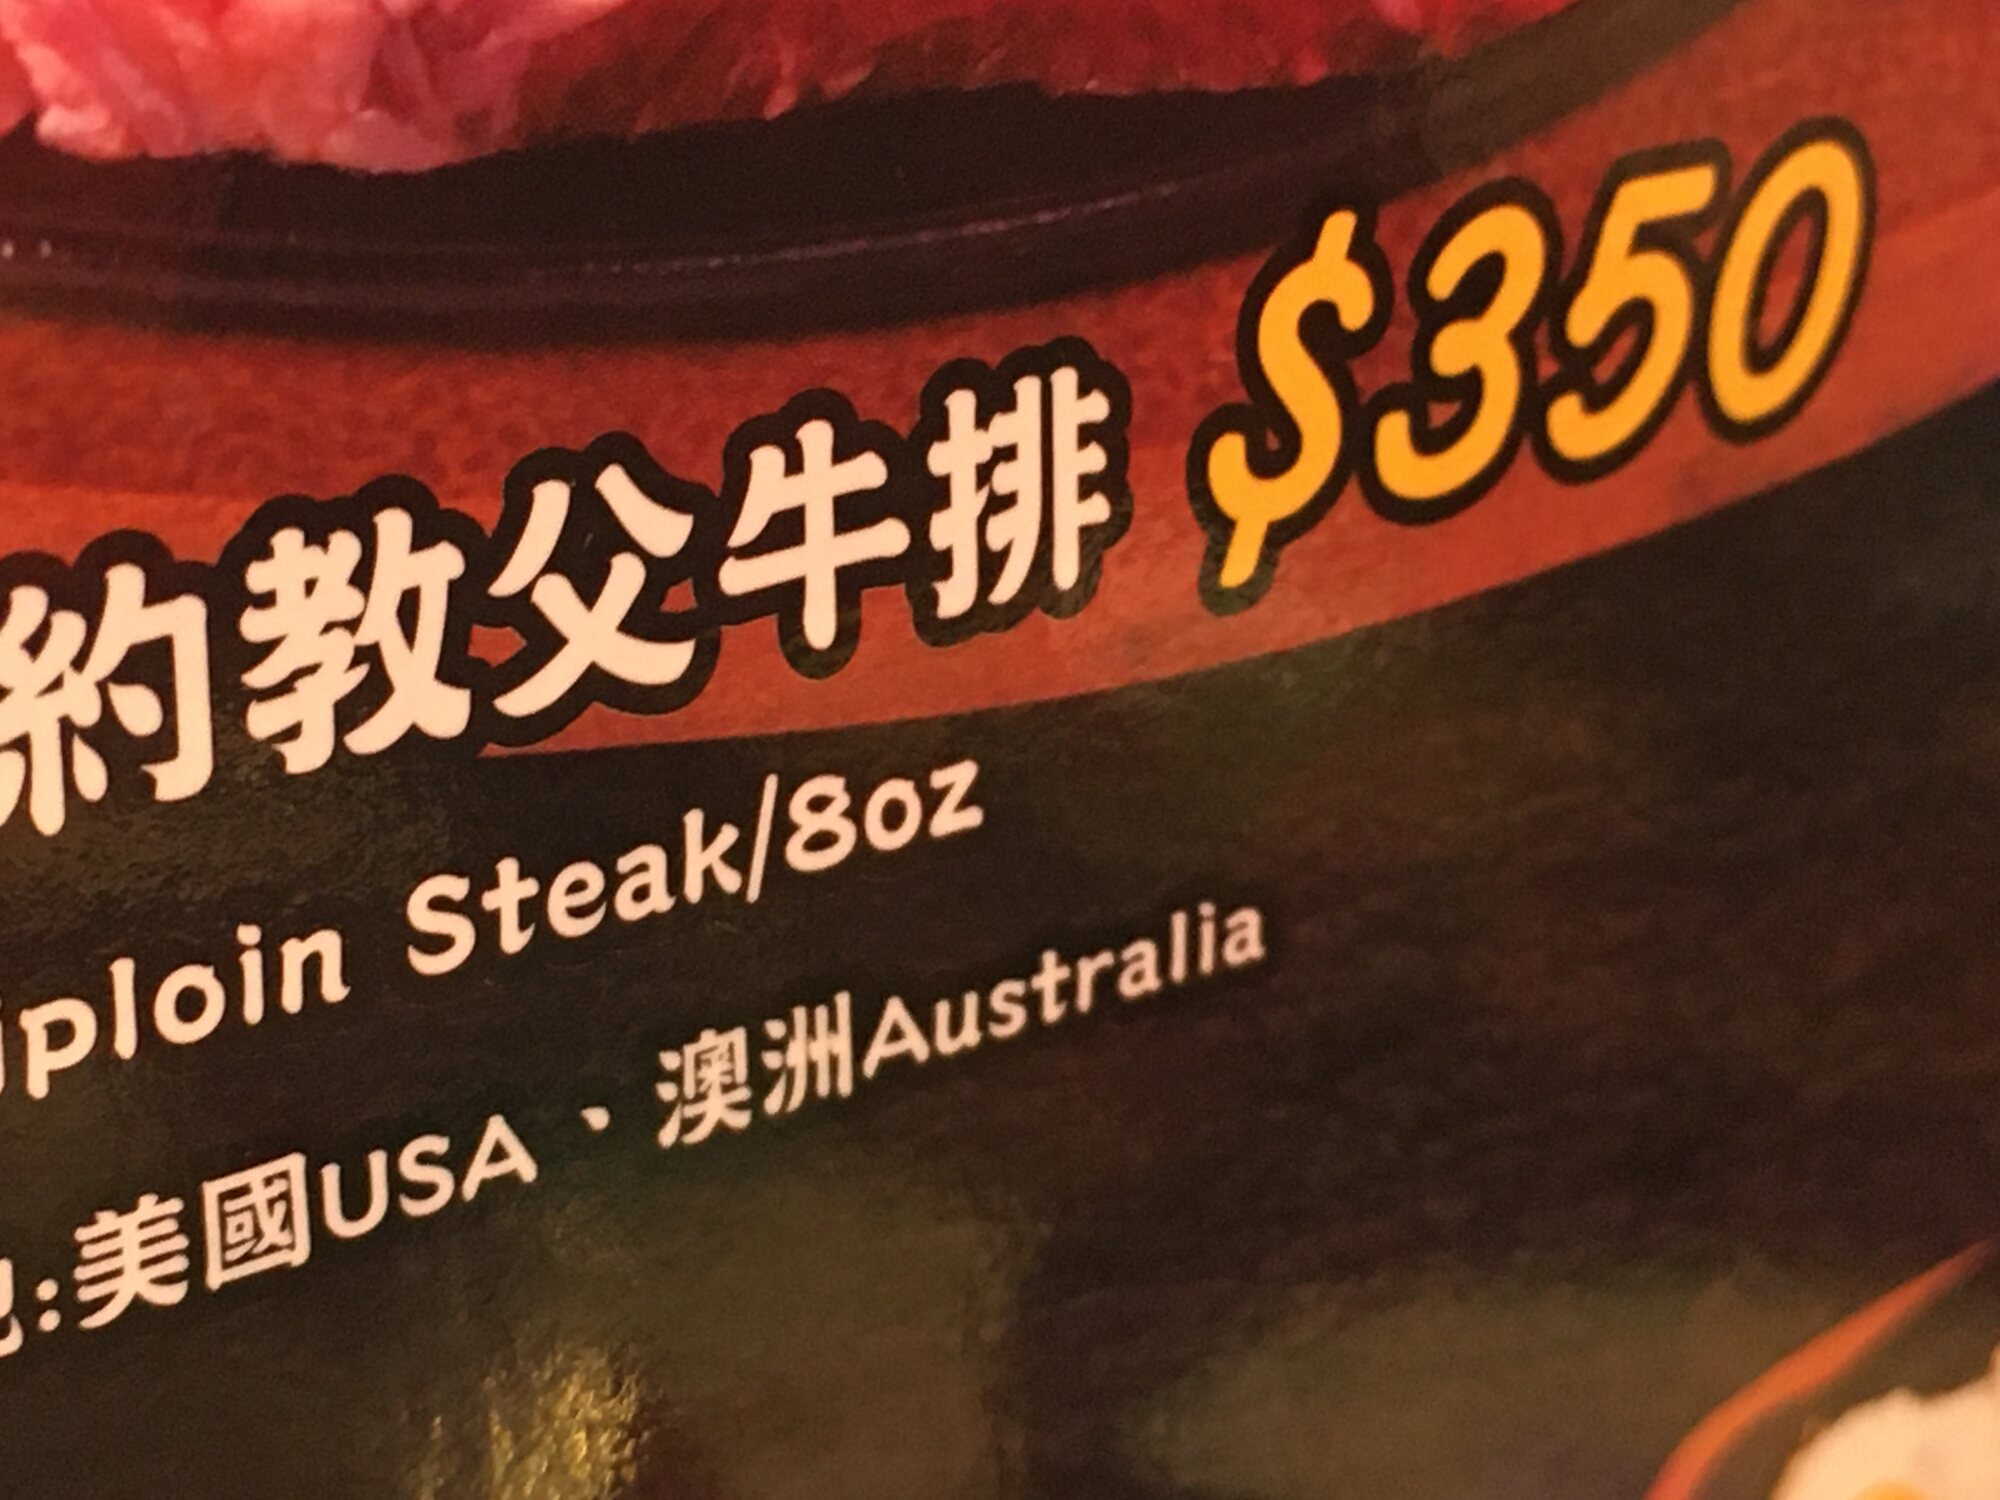 約教父牛排 $350
iploin Steak/8oz
地:美國USA、澳洲Australia